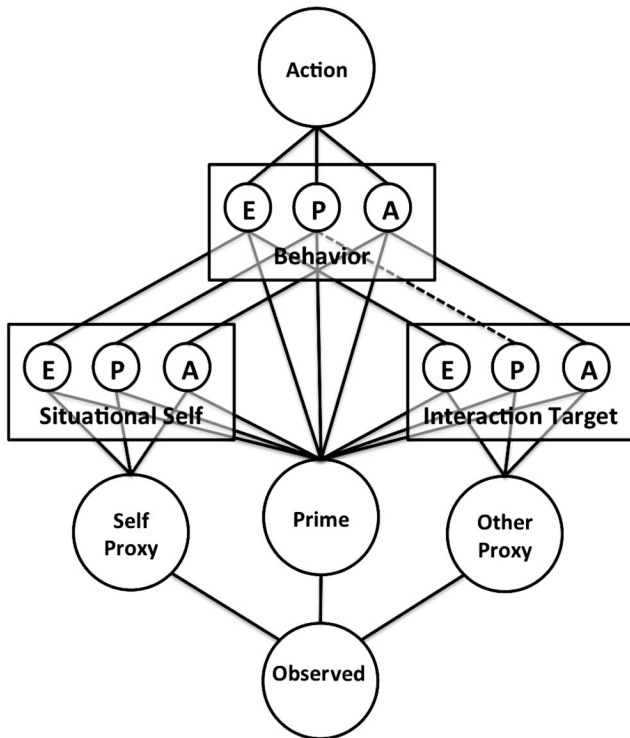 Action
E P A
Behavior
E P A
Situational Self
E P A
Interaction Target
Self
Proxy
Prime
Other
Proxy
Observed